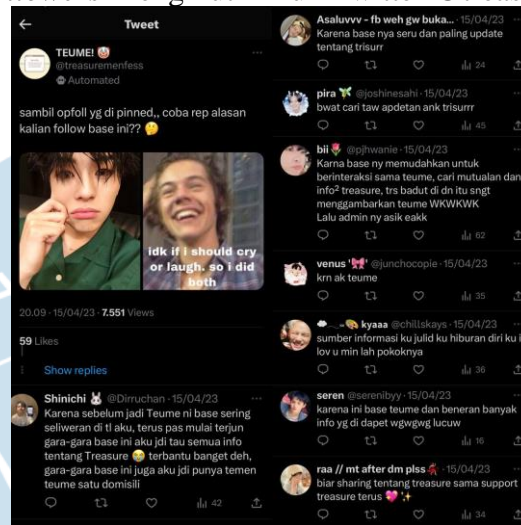 Tweet
TEUME!
@treasuremenfess
Automated
sambil opfoll yg di pinned,, coba rep alasan
kalian follow base ini??
idk if i should cry
or laugh. so i did
both
20.09 · 15/04/23 · 7.551 Views
59 Likes
Show replies
Shinichi @Dirruchan · 15/04/23
Karena sebelum jadi Teume ni base sering
seliweran di tl aku, terus pas mulai terjun
gara-gara base ini aku jdi tau semua info
tentang Treasure 😭 terbantu banget deh,
gara-gara base ini juga aku jdi punya temen
teume satu domisili
42
Asaluvvv - fb weh gw buka... · 15/04/23
Karena base nya seru dan paling update
tentang trisurr
24
pira @joshinesahi · 15/04/23
bwat cari taw apdetan ank trisurrr
45
bii @pjhwanie · 15/04/23
Karna base ny memudahkan untuk
berinteraksi sama teume, cari mutualan dan
info² treasure, trs badut di dn itu sngt
menggambarkan teume WKWKWK
Lalu admin ny asik eakk
62
venus '🎀' @junchocopie · 15/04/23
krn ak teume
35
kyaaa @chillskays · 15/04/23
sumber informasi ku julid ku hiburan diri ku i
lov u min lah pokoknya
36
seren @serenibyy · 15/04/23
karena ini base teume dan beneran banyak
info yg di dapet wgwgwg lucuw
16
raa // mt after dm plss · 15/04/23
biar sharing tentang treasure sama support
treasure terus 💖✨
34